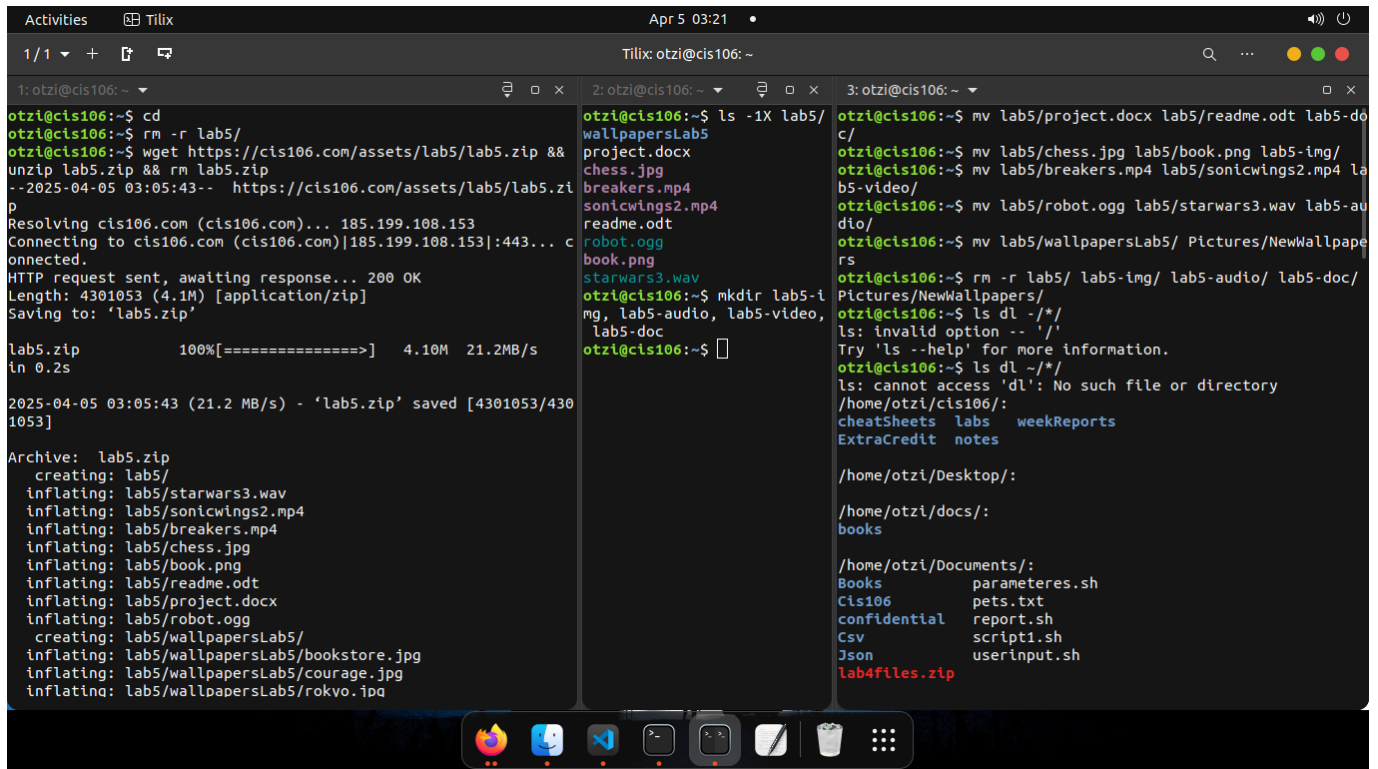 Activities
Tilix
Apr 5 03:21
1 / 1
Tilix: otzi@cis106: ~
1: otzi@cis106: ~
otzi@cis106:~$ cd
otzi@cis106:~$ rm -r lab5/
otzi@cis106:~$ wget https://cis106.com/assets/lab5/lab5.zip &&
unzip lab5.zip && rm lab5.zip
--2025-04-05 03:05:43--  https://cis106.com/assets/lab5/lab5.zi
p
Resolving cis106.com (cis106.com)... 185.199.108.153
Connecting to cis106.com (cis106.com)|185.199.108.153|:443... c
onnected.
HTTP request sent, awaiting response... 200 OK
Length: 4301053 (4.1M) [application/zip]
Saving to: ‘lab5.zip’
lab5.zip           100%[===============>]   4.10M  21.2MB/s
in 0.2s
2025-04-05 03:05:43 (21.2 MB/s) - ‘lab5.zip’ saved [4301053/430
1053]
Archive:  lab5.zip
   creating: lab5/
  inflating: lab5/starwars3.wav
  inflating: lab5/sonicwings2.mp4
  inflating: lab5/breakers.mp4
  inflating: lab5/chess.jpg
  inflating: lab5/book.png
  inflating: lab5/readme.odt
  inflating: lab5/project.docx
  inflating: lab5/robot.ogg
   creating: lab5/wallpapersLab5/
  inflating: lab5/wallpapersLab5/bookstore.jpg
  inflating: lab5/wallpapersLab5/courage.jpg
  inflating: lab5/wallpapersLab5/rokyo.jpg
2: otzi@cis106: ~
otzi@cis106:~$ ls -1X lab5/
wallpapersLab5
project.docx
chess.jpg
breakers.mp4
sonicwings2.mp4
readme.odt
robot.ogg
book.png
starwars3.wav
otzi@cis106:~$ mkdir lab5-i
mg, lab5-audio, lab5-video,
 lab5-doc
otzi@cis106:~$
3: otzi@cis106: ~
otzi@cis106:~$ mv lab5/project.docx lab5/readme.odt lab5-do
c/
otzi@cis106:~$ mv lab5/chess.jpg lab5/book.png lab5-img/
otzi@cis106:~$ mv lab5/breakers.mp4 lab5/sonicwings2.mp4 la
b5-video/
otzi@cis106:~$ mv lab5/robot.ogg lab5/starwars3.wav lab5-au
dio/
otzi@cis106:~$ mv lab5/wallpapersLab5/ Pictures/NewWallpape
rs
otzi@cis106:~$ rm -r lab5/ lab5-img/ lab5-audio/ lab5-doc/
Pictures/NewWallpapers/
otzi@cis106:~$ ls dl -/*/
ls: invalid option -- '/'
Try 'ls --help' for more information.
otzi@cis106:~$ ls dl ~/*/
ls: cannot access 'dl': No such file or directory
/home/otzi/cis106/:
cheatSheets  labs   weekReports
ExtraCredit  notes
/home/otzi/Desktop/:
/home/otzi/docs/:
books
/home/otzi/Documents/:
Books          parameteres.sh
Cis106         pets.txt
confidential   report.sh
Csv            script1.sh
Json           userinput.sh
lab4files.zip